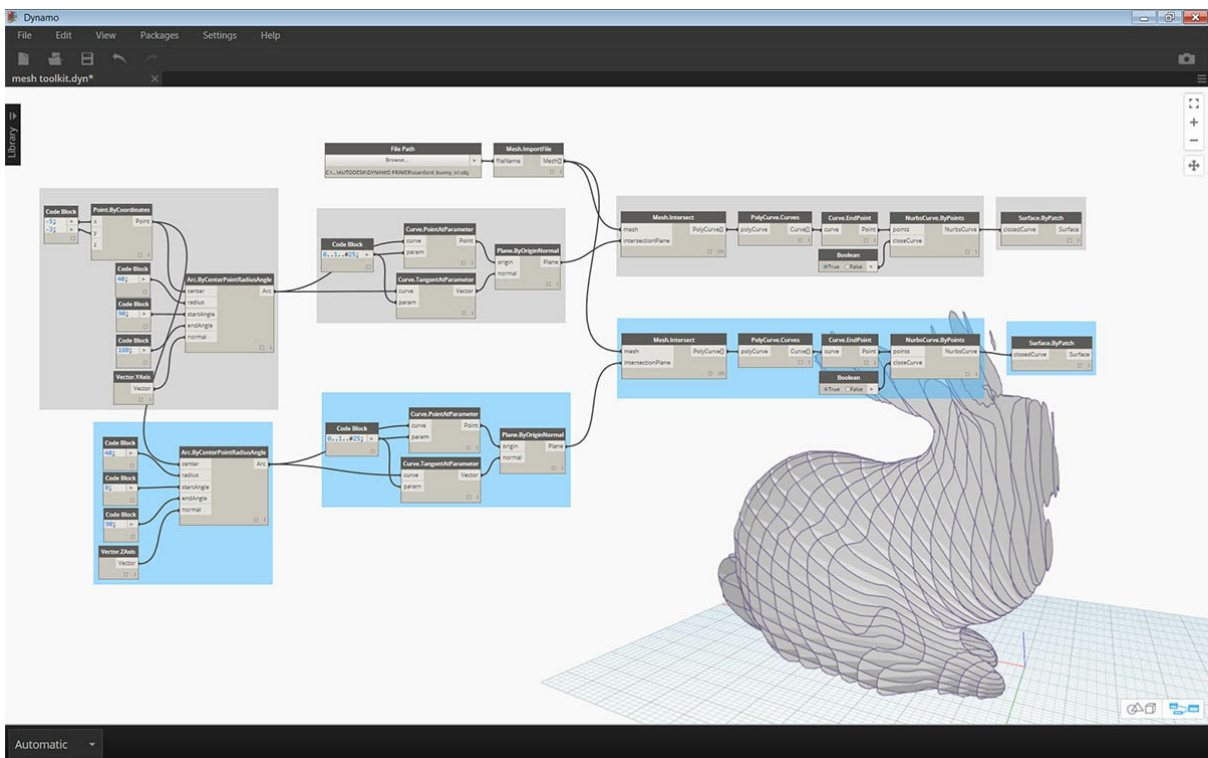 Dynamo
File Edit View Packages Settings Help
mesh toolkit.dyn*
Library
File Path
Browse...
>
C:\...\AUTODESK\DYNAMO PRIMER\stanford_bunny_sri.obj
Mesh.ImportFile
fileName Mesh[]
Code Block
-5; >
-3; >
Point.ByCoordinates
x Point
y
z
Code Block
40; >
Code Block
90; >
Code Block
100; >
Vector.YAxis
Vector
Arc.ByCenterPointRadiusAngle
center Arc
radius
startAngle
endAngle
normal
Code Block
0..1..#25; >
Curve.PointAtParameter
curve Point
param
Curve.TangentAtParameter
curve Vector
param
Plane.ByOriginNormal
origin Plane
normal
Mesh.Intersect
mesh PolyCurve[]
intersectionPlane
PolyCurve.Curves
polyCurve Curve[]
Curve.EndPoint
curve Point
Boolean
True False >
NurbsCurve.ByPoints
points NurbsCurve
closeCurve
Surface.ByPatch
closedCurve Surface
Mesh.Intersect
mesh PolyCurve[]
intersectionPlane
PolyCurve.Curves
polyCurve Curve[]
Curve.EndPoint
curve Point
Boolean
True False >
NurbsCurve.ByPoints
points NurbsCurve
closeCurve
Surface.ByPatch
closedCurve Surface
Code Block
40; >
Code Block
0; >
Code Block
90; >
Vector.ZAxis
Vector
Arc.ByCenterPointRadiusAngle
center Arc
radius
startAngle
endAngle
normal
Code Block
0..1..#25; >
Curve.PointAtParameter
curve Point
param
Curve.TangentAtParameter
curve Vector
param
Plane.ByOriginNormal
origin Plane
normal
Automatic